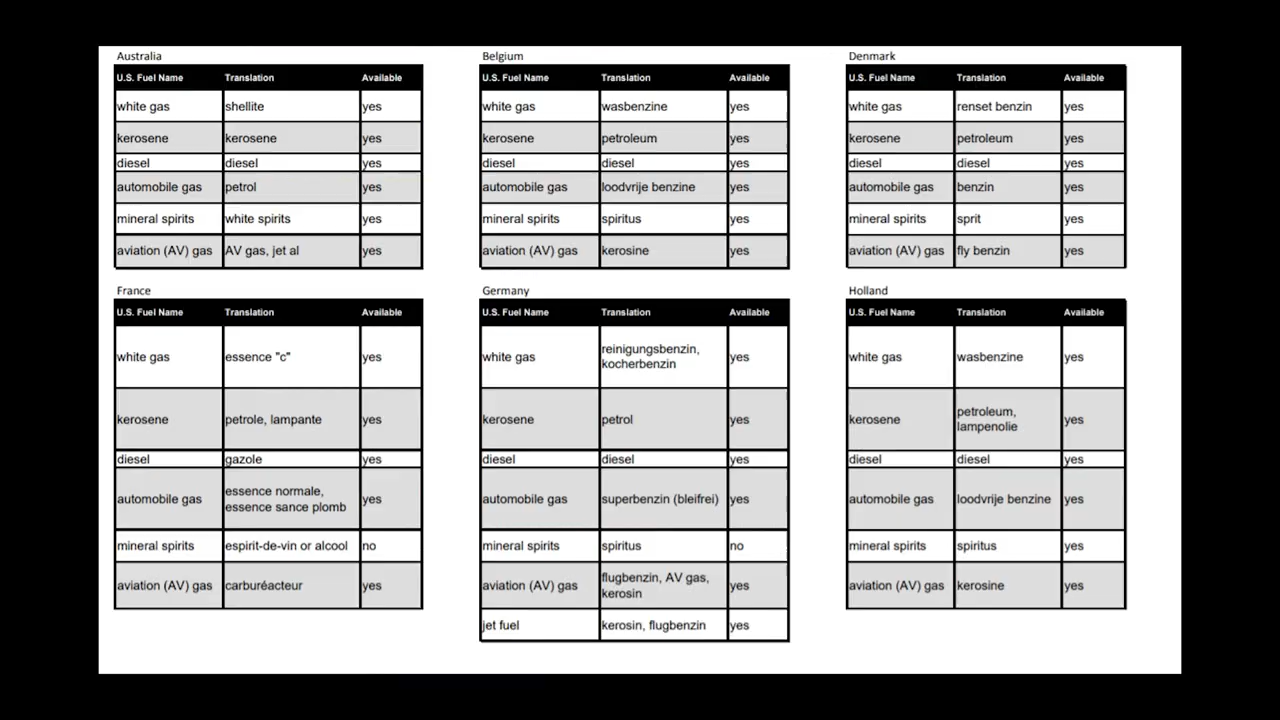 Australia
U.S. Fuel Name Translation Available
white gas shellite yes
kerosene kerosene yes
diesel diesel yes
automobile gas petrol yes
mineral spirits white spirits yes
aviation (AV) gas AV gas, jet al yes
Belgium
U.S. Fuel Name Translation Available
white gas wasbenzine yes
kerosene petroleum yes
diesel diesel yes
automobile gas loodvrije benzine yes
mineral spirits spiritus yes
aviation (AV) gas kerosine yes
Denmark
U.S. Fuel Name Translation Available
white gas renset benzin yes
kerosene petroleum yes
diesel diesel yes
automobile gas benzin yes
mineral spirits sprit yes
aviation (AV) gas fly benzin yes
France
U.S. Fuel Name Translation Available
white gas essence "c" yes
kerosene petrole, lampante yes
diesel gazole yes
automobile gas essence normale, yes
essence sance plomb
mineral spirits espirit-de-vin or alcool no
aviation (AV) gas carburéacteur yes
Germany
U.S. Fuel Name Translation Available
white gas reinigungsbenzin, yes
kocherbenzin
kerosene petrol yes
diesel diesel yes
automobile gas superbenzin (bleifrei) yes
mineral spirits spiritus no
aviation (AV) gas flugbenzin, AV gas, yes
kerosin
jet fuel kerosin, flugbenzin yes
Holland
U.S. Fuel Name Translation Available
white gas wasbenzine yes
kerosene petroleum, yes
lampenolie
diesel diesel yes
automobile gas loodvrije benzine yes
mineral spirits spiritus yes
aviation (AV) gas kerosine yes